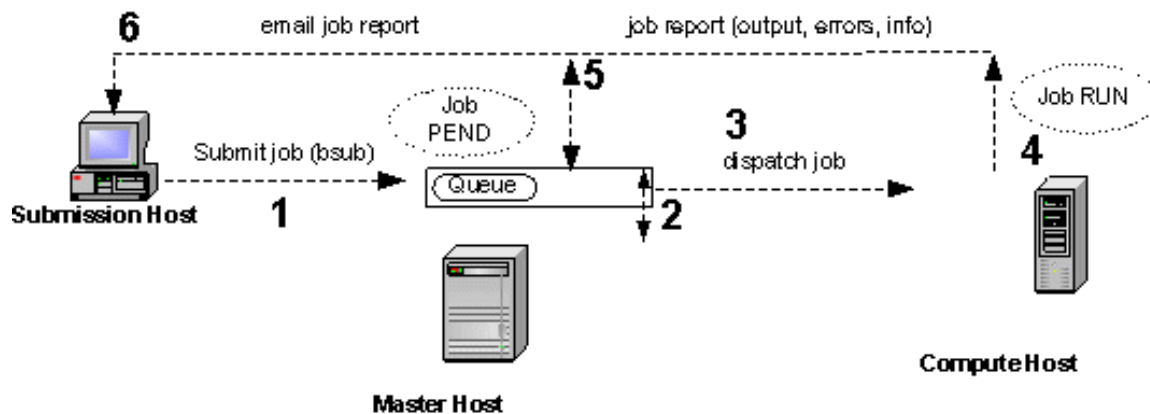 6
email job report
job report (output, errors, info)
5
Job
PEND
Job RUN
3
4
Submit job (bsub)
dispatch job
Queue
1
2
Submission Host
Compute Host
Master Host